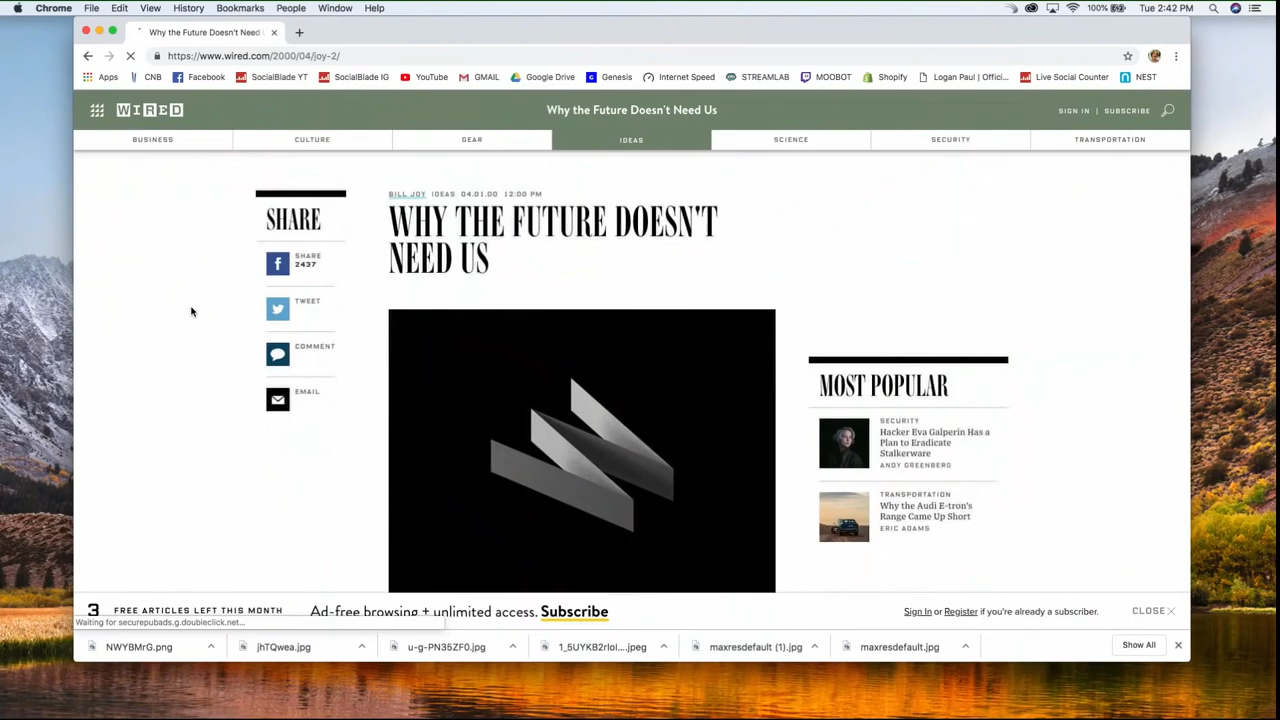 Chrome File Edit View History Bookmarks People Window Help 100% Tue 2:42 PM
Why the Future Doesn't Need
https://www.wired.com/2000/04/joy-2/
Apps CNB Facebook SocialBlade YT SocialBlade IG YouTube GMAIL Google Drive Genesis Internet Speed STREAMLAB MOOBOT Shopify Logan Paul | Offici... Live Social Counter NEST
WIRED Why the Future Doesn't Need Us SIGN IN | SUBSCRIBE
BUSINESS CULTURE GEAR IDEAS SCIENCE SECURITY TRANSPORTATION
SHARE
SHARE
2437
TWEET
COMMENT
EMAIL
BILL JOY IDEAS 04.01.00 12:00 PM
WHY THE FUTURE DOESN'T
NEED US
MOST POPULAR
SECURITY
Hacker Eva Galperin Has a
Plan to Eradicate
Stalkerware
ANDY GREENBERG
TRANSPORTATION
Why the Audi E-tron's
Range Came Up Short
ERIC ADAMS
3 FREE ARTICLES LEFT THIS MONTH Ad-free browsing + unlimited access. Subscribe Sign In or Register if you're already a subscriber. CLOSE
Waiting for securepubads.g.doubleclick.net...
NWYBMrG.png jhTQwea.jpg u-g-PN35ZF0.jpg 1_5UYKB2rlol....jpeg maxresdefault (1).jpg maxresdefault.jpg Show All